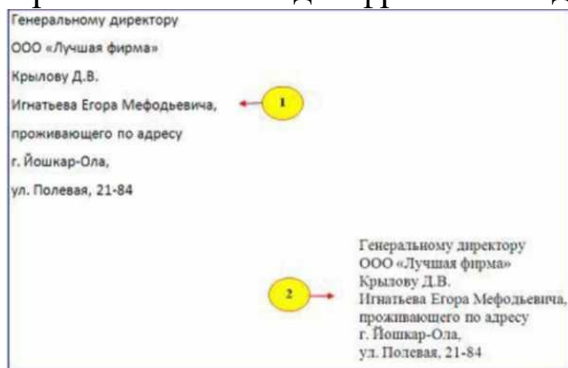 Генеральному директору
ООО «Лучшая фирма»
Крылову Д.В.
Игнатьева Егора Мефодьевича,
1
проживающего по адресу
г. Йошкар-Ола,
ул. Полевая, 21-84
Генеральному директору
ООО «Лучшая фирма»
Крылову Д.В.
2
Игнатьева Егора Мефодьевича,
проживающего по адресу
г. Йошкар-Ола,
ул. Полевая, 21-84